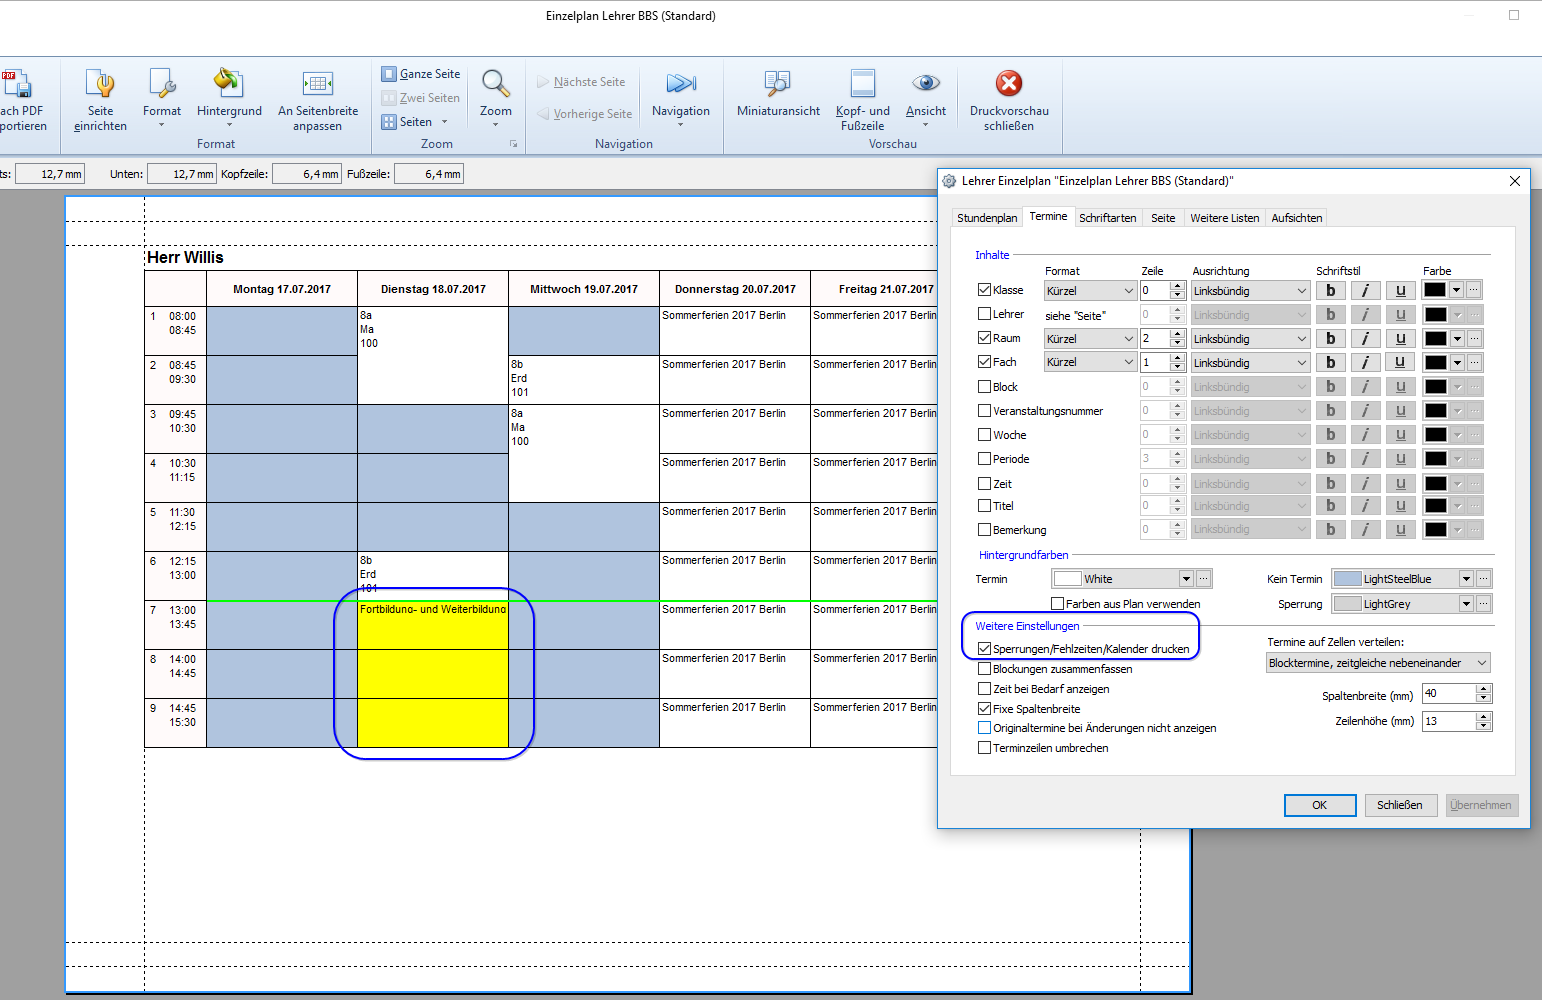 Einzelplan Lehrer BBS (Standard)
ach PDF
portieren
Seite
einrichten
Format
Hintergrund
An Seitenbreite
anpassen
Format
Ganze Seite
Zwei Seiten
Seiten
Zoom
Zoom
Nächste Seite
Vorherige Seite
Navigation
Navigation
Miniaturansicht
Kopf- und
Fußzeile
Ansicht
Vorschau
Druckvorschau
schließen
ts: 12,7 mm Unten: 12,7 mm Kopfzeile: 6,4 mm Fußzeile: 6,4 mm
Herr Willis
Montag 17.07.2017 Dienstag 18.07.2017 Mittwoch 19.07.2017 Donnerstag 20.07.2017 Freitag 21.07.2017
1 08:00 8a Sommerferien 2017 Berlin Sommerferien 2017 Berlin
08:45 Ma
100
2 08:45 8b Sommerferien 2017 Berlin Sommerferien 2017 Berlin
09:30 Erd
101
3 09:45 8a Sommerferien 2017 Berlin Sommerferien 2017 Berlin
10:30 Ma
100
4 10:30 Sommerferien 2017 Berlin Sommerferien 2017 Berlin
11:15
5 11:30 Sommerferien 2017 Berlin Sommerferien 2017 Berlin
12:15
6 12:15 8b Sommerferien 2017 Berlin Sommerferien 2017 Berlin
13:00 Erd
101
7 13:00 Fortbildung- und Weiterbildung Sommerferien 2017 Berlin Sommerferien 2017 Berlin
13:45
8 14:00 Sommerferien 2017 Berlin Sommerferien 2017 Berlin
14:45
9 14:45 Sommerferien 2017 Berlin Sommerferien 2017 Berlin
15:30
Lehrer Einzelplan "Einzelplan Lehrer BBS (Standard)"
Stundenplan Termine Schriftarten Seite Weitere Listen Aufsichten
Inhalte
Format Zeile Ausrichtung Schriftstil Farbe
Klasse Kürzel 0 Linksbündig b i u
Lehrer siehe "Seite" 0 Linksbündig b i u
Raum Kürzel 2 Linksbündig b i u
Fach Kürzel 1 Linksbündig b i u
Block 0 Linksbündig b i u
Veranstaltungsnummer 0 Linksbündig b i u
Woche 0 Linksbündig b i u
Periode 3 Linksbündig b i u
Zeit 0 Linksbündig b i u
Titel 0 Linksbündig b i u
Bemerkung 0 Linksbündig b i u
Hintergrundfarben
Termin White Kein Termin LightSteelBlue
Farben aus Plan verwenden Sperrung LightGrey
Weitere Einstellungen
Sperrungen/Fehlzeiten/Kalender drucken
Blockungen zusammenfassen
Zeit bei Bedarf anzeigen
Fixe Spaltenbreite
Originaltermine bei Änderungen nicht anzeigen
Terminzeilen umbrechen
Termine auf Zellen verteilen:
Blocktermine, zeitgleiche nebeneinander
Spaltenbreite (mm) 40
Zeilenhöhe (mm) 13
OK Schließen Übernehmen